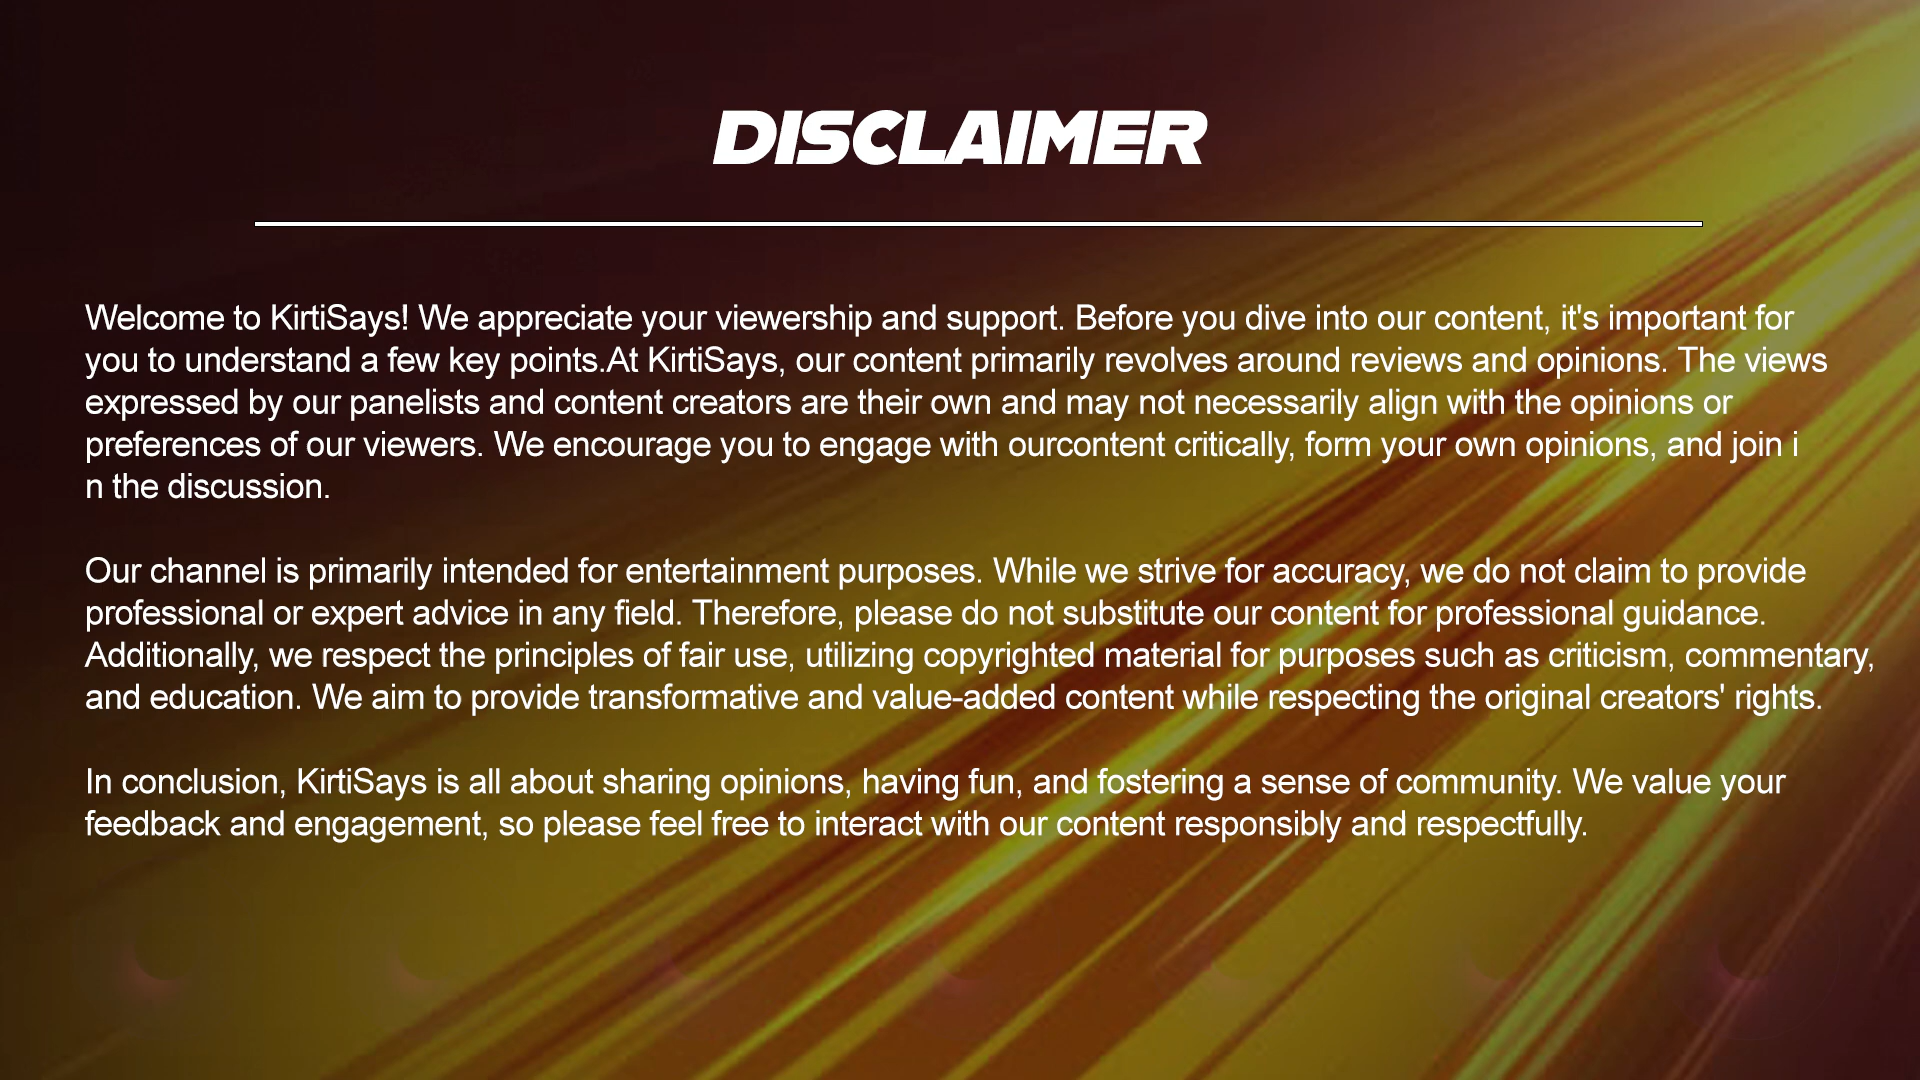 DISCLAIMER
Welcome to KirtiSays! We appreciate your viewership and support. Before you dive into our content, it's important for
you to understand a few key points.At KirtiSays, our content primarily revolves around reviews and opinions. The views
expressed by our panelists and content creators are their own and may not necessarily align with the opinions or
preferences of our viewers. We encourage you to engage with ourcontent critically, form your own opinions, and join i
n the discussion.
Our channel is primarily intended for entertainment purposes. While we strive for accuracy, we do not claim to provide
professional or expert advice in any field. Therefore, please do not substitute our content for professional guidance.
Additionally, we respect the principles of fair use, utilizing copyrighted material for purposes such as criticism, commentary,
and education. We aim to provide transformative and value-added content while respecting the original creators' rights.
In conclusion, KirtiSays is all about sharing opinions, having fun, and fostering a sense of community. We value your
feedback and engagement, so please feel free to interact with our content responsibly and respectfully.